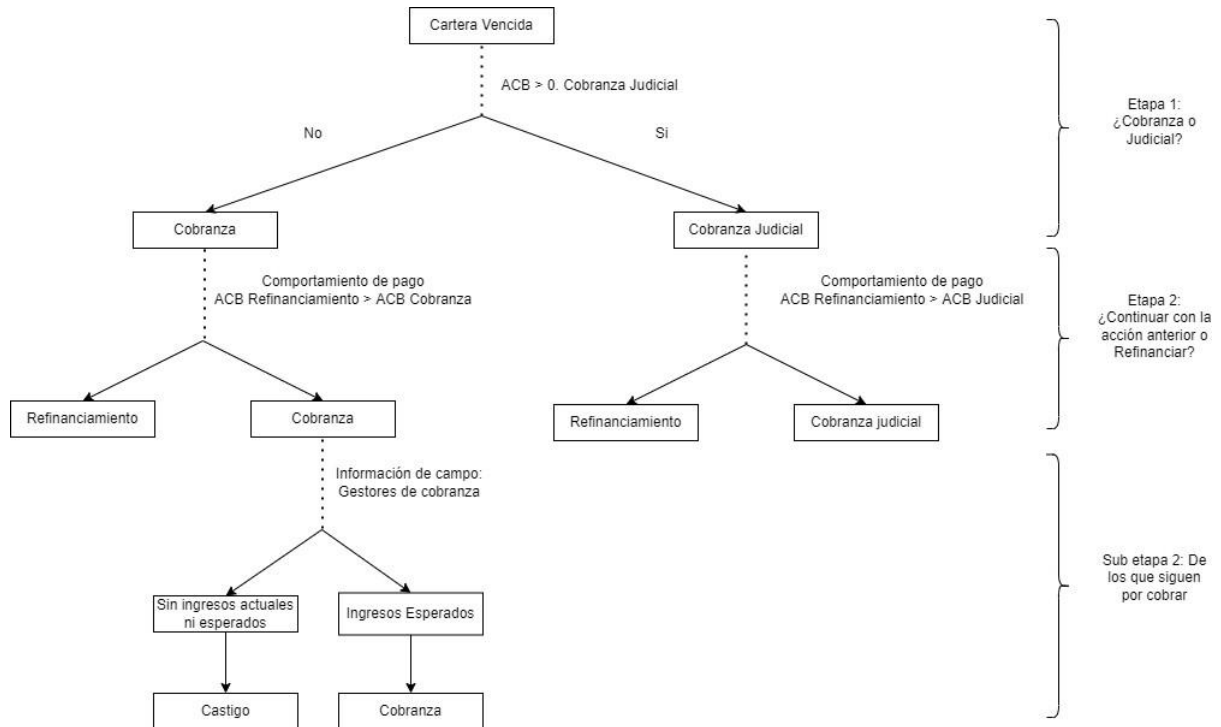 Cartera Vencida
ACB > 0. Cobranza Judicial
No
Si
Etapa 1:
¿Cobranza o
Judicial?
Cobranza
Cobranza Judicial
Comportamiento de pago
ACB Refinanciamiento > ACB Cobranza
Comportamiento de pago
ACB Refinanciamiento > ACB Judicial
Etapa 2:
¿Continuar con la
acción anterior o
Refinanciar?
Refinanciamiento
Cobranza
Refinanciamiento
Cobranza judicial
Información de campo:
Gestores de cobranza
Sub etapa 2: De
los que siguen
por cobrar
Sin ingresos actuales
ni esperados
Ingresos Esperados
Castigo
Cobranza